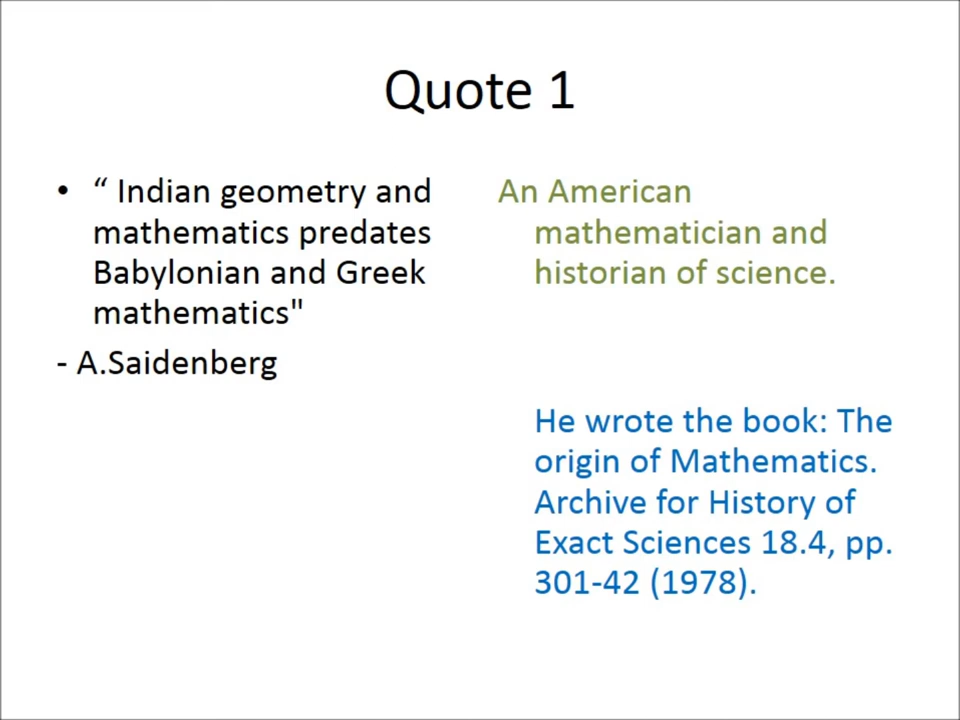 Quote 1
• “ Indian geometry and
mathematics predates
Babylonian and Greek
mathematics"
- A.Saidenberg
An American
mathematician and
historian of science.
He wrote the book: The
origin of Mathematics.
Archive for History of
Exact Sciences 18.4, pp.
301-42 (1978).